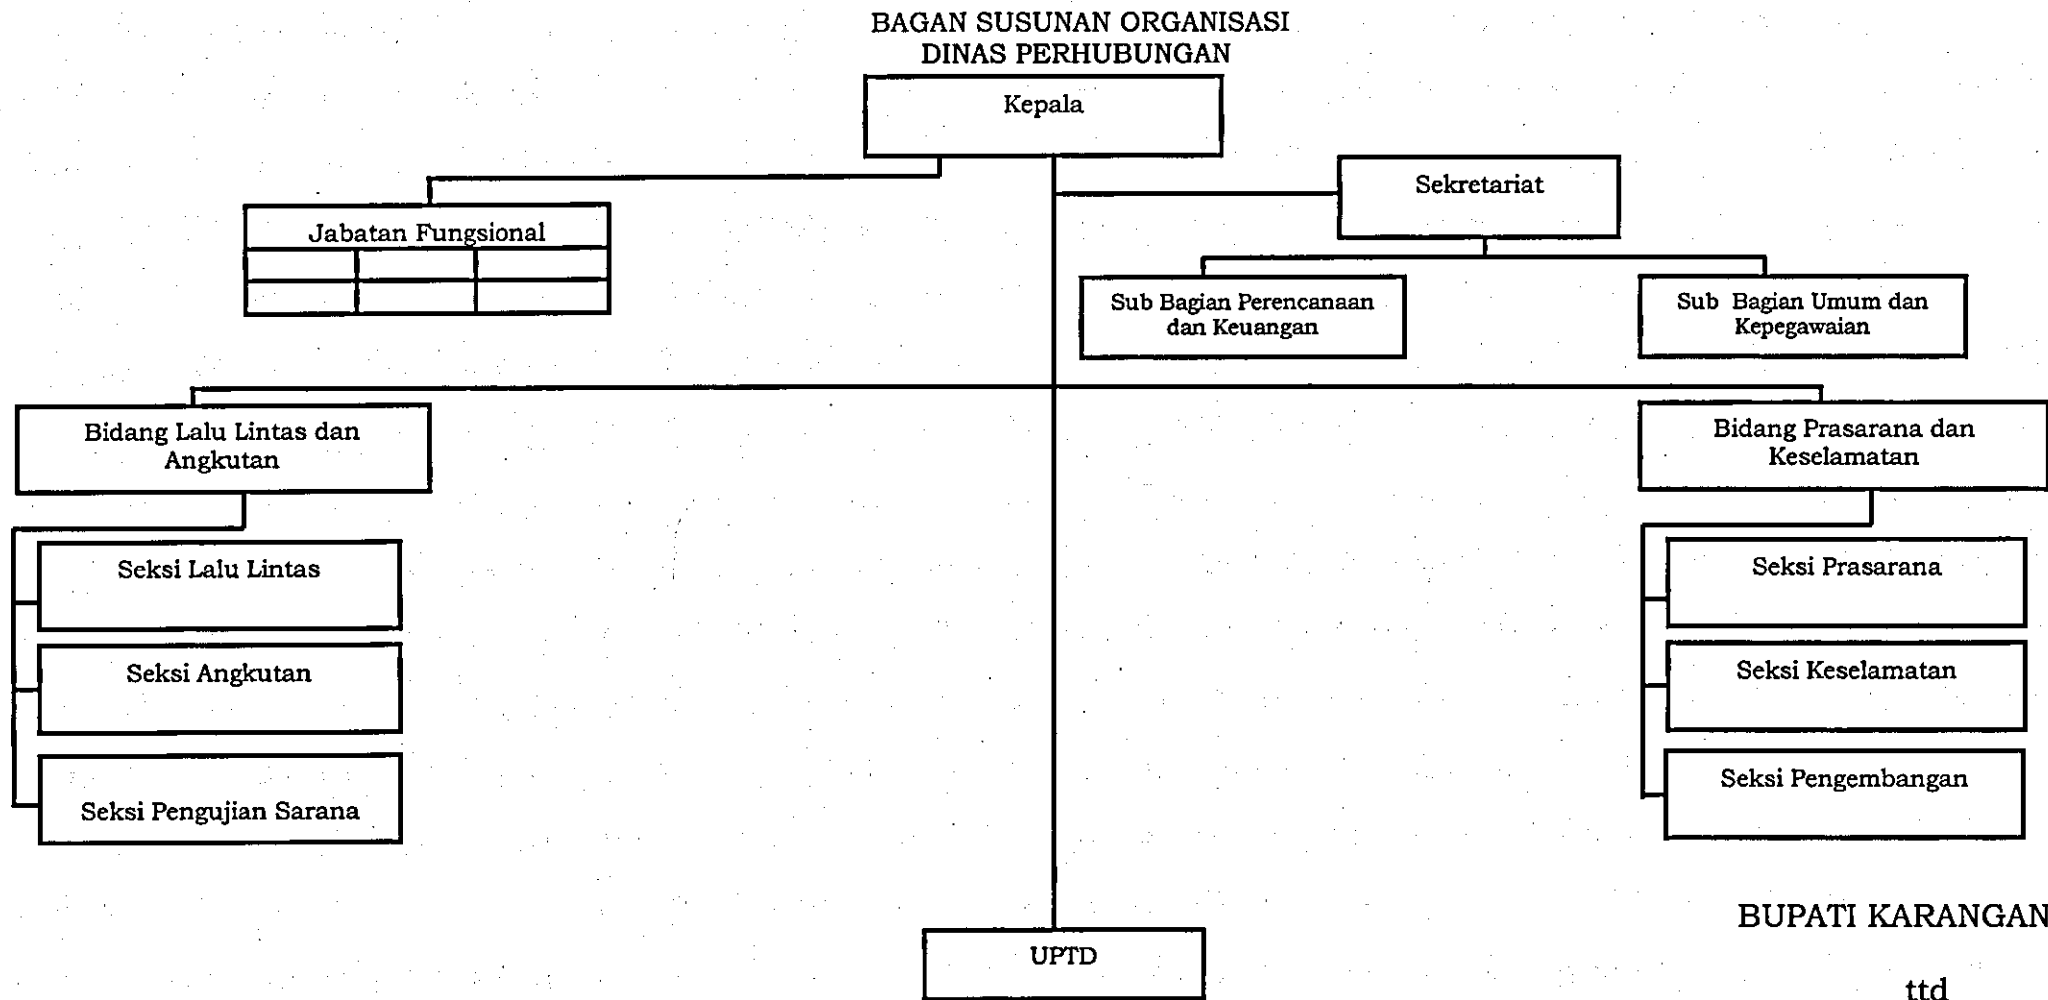 BAGAN SUSUNAN ORGANISASI
DINAS PERHUBUNGAN
Kepala
Sekretariat
Jabatan Fungsional
Sub Bagian Perencanaan
dan Keuangan
Sub Bagian Umum dan
Kepegawaian
Bidang Lalu Lintas dan
Angkutan
Bidang Prasarana dan
Keselamatan
Seksi Lalu Lintas
Seksi Prasarana
Seksi Angkutan
Seksi Keselamatan
Seksi Pengujian Sarana
Seksi Pengembangan
BUPATI KARANGAN
UPTD
ttd